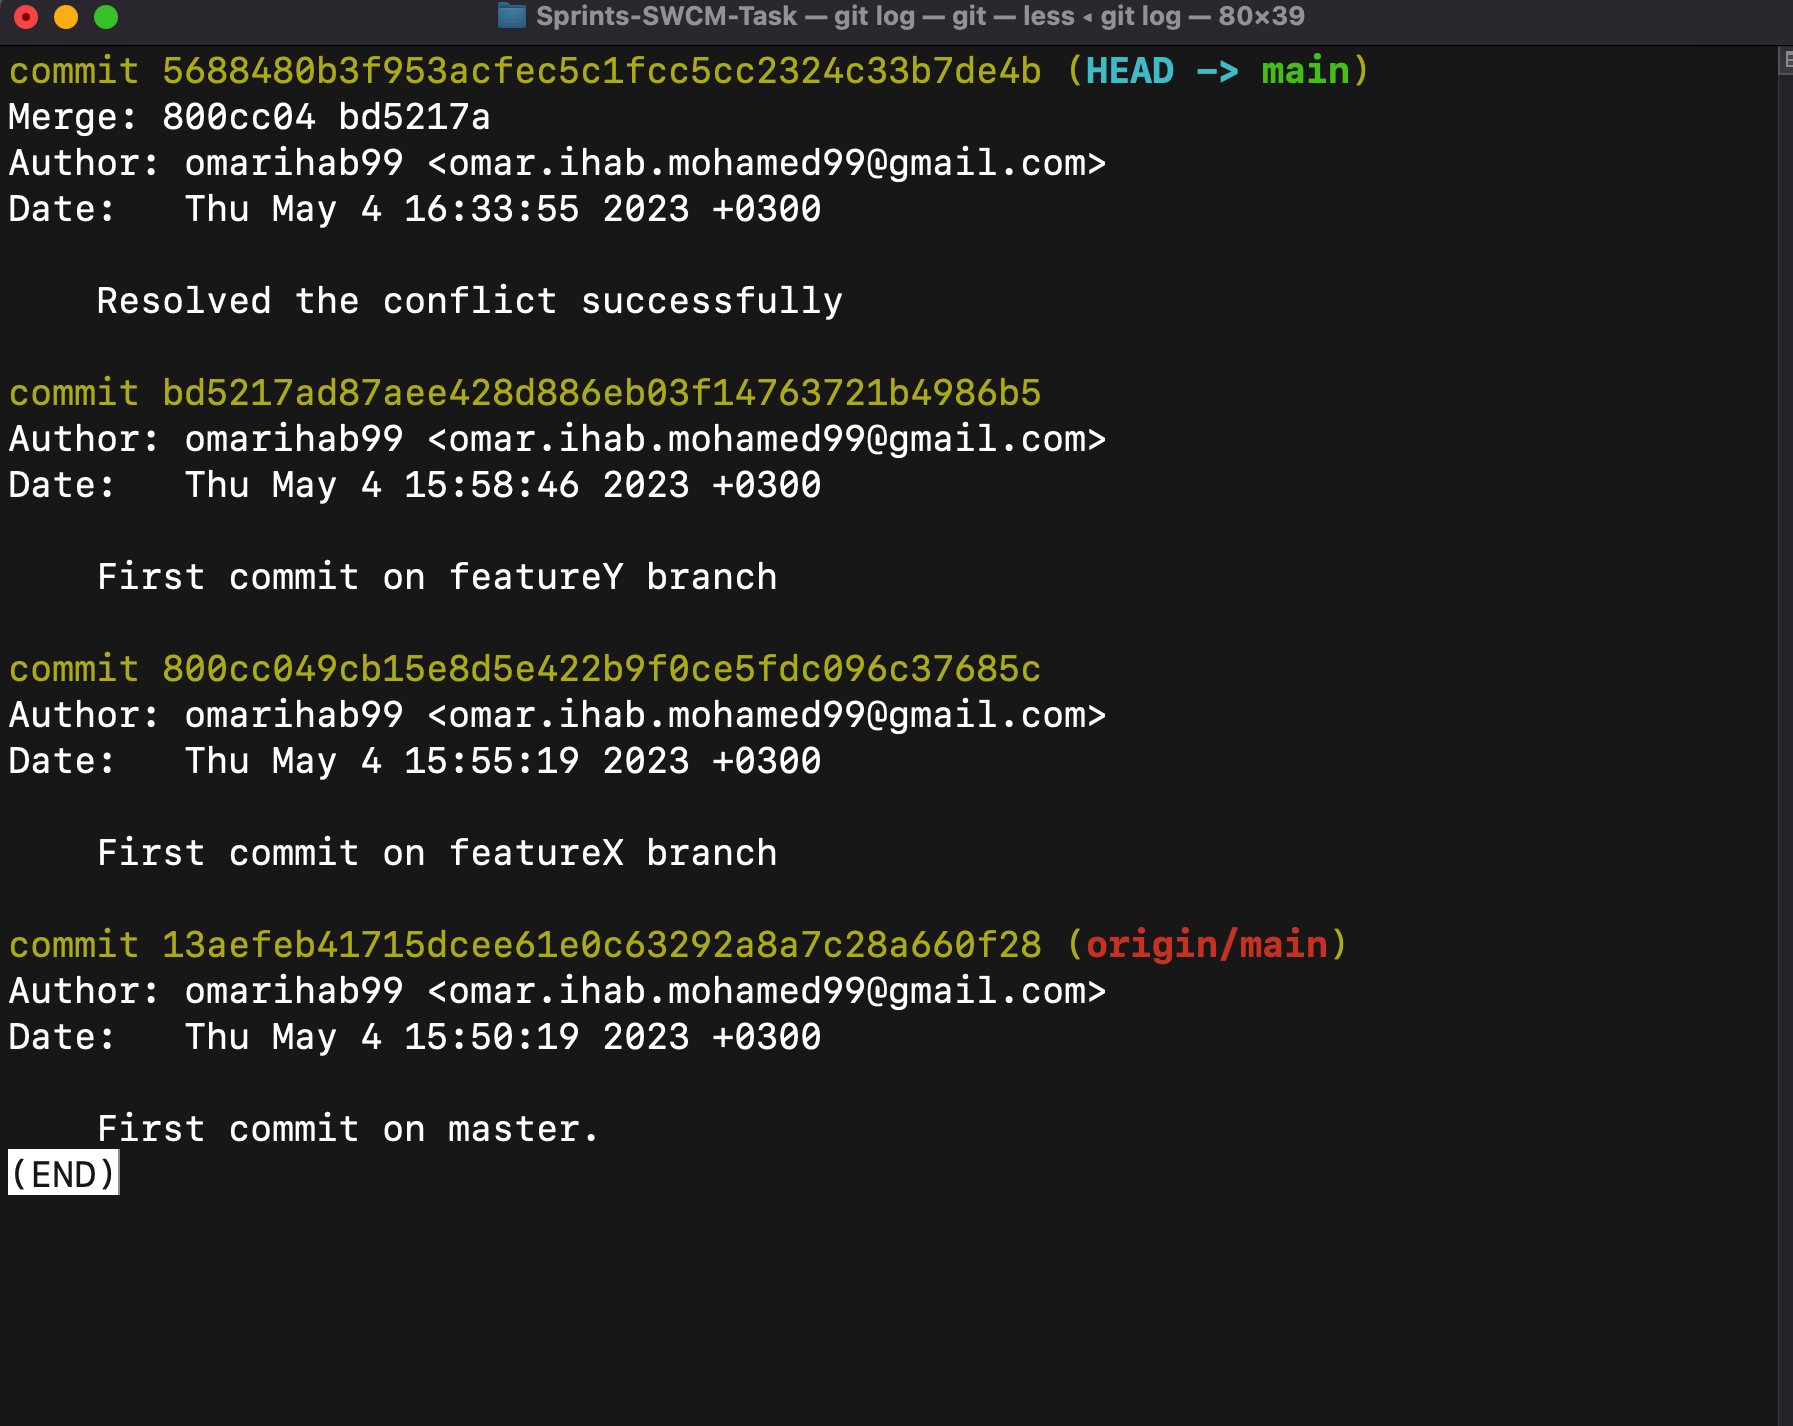 Sprints-SWCM-Task — git log — git — less ◂ git log — 80×39
commit 5688480b3f953acfec5c1fcc5cc2324c33b7de4b (HEAD -> main)
Merge: 800cc04 bd5217a
Author: omarihab99 <omar.ihab.mohamed99@gmail.com>
Date:   Thu May 4 16:33:55 2023 +0300
    Resolved the conflict successfully
commit bd5217ad87aee428d886eb03f14763721b4986b5
Author: omarihab99 <omar.ihab.mohamed99@gmail.com>
Date:   Thu May 4 15:58:46 2023 +0300
    First commit on featureY branch
commit 800cc049cb15e8d5e422b9f0ce5fdc096c37685c
Author: omarihab99 <omar.ihab.mohamed99@gmail.com>
Date:   Thu May 4 15:55:19 2023 +0300
    First commit on featureX branch
commit 13aefeb41715dcee61e0c63292a8a7c28a660f28 (origin/main)
Author: omarihab99 <omar.ihab.mohamed99@gmail.com>
Date:   Thu May 4 15:50:19 2023 +0300
    First commit on master.
(END)